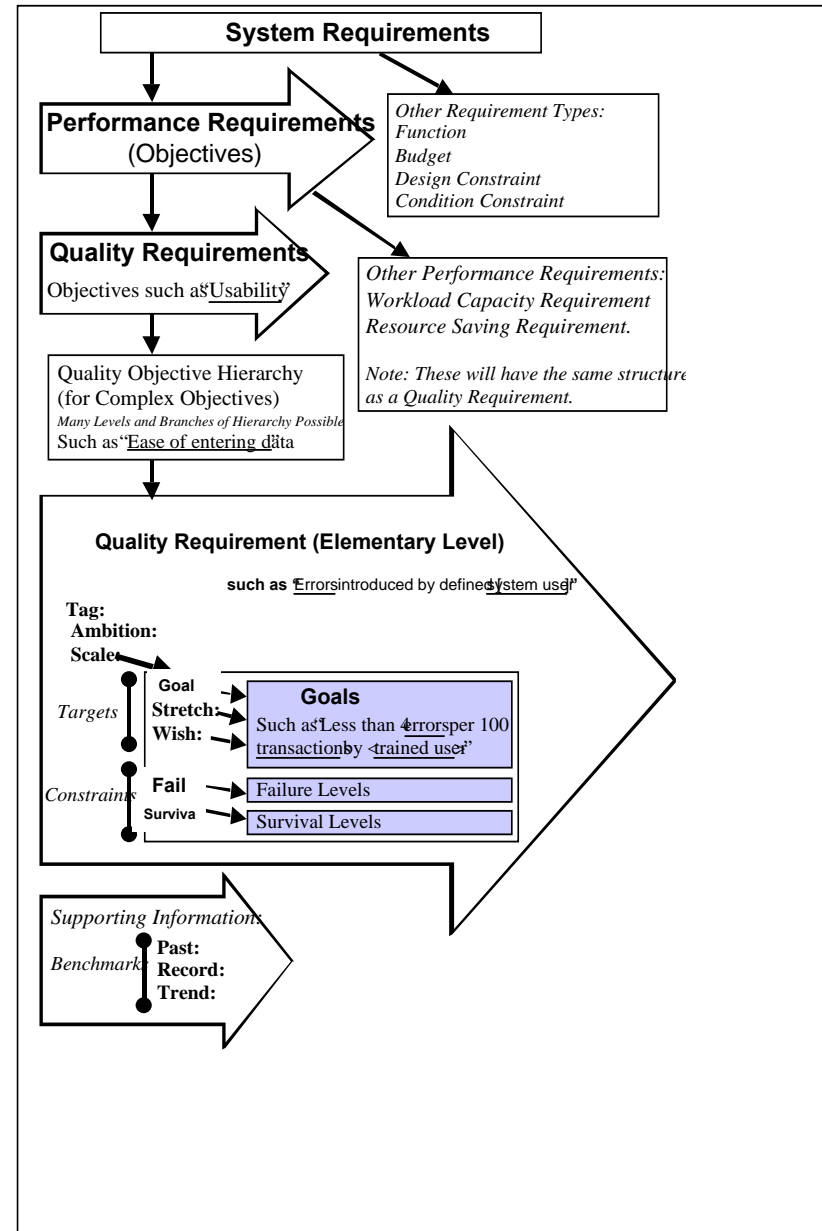 System Requirements
Performance Requirements
(Objectives)
Other Requirement Types:
Function
Budget
Design Constraint
Condition Constraint
Quality Requirements
Objectives such as “Usability”
Other Performance Requirements:
Workload Capacity Requirement
Resource Saving Requirement.
Note: These will have the same structure
as a Quality Requirement.
Quality Objective Hierarchy
(for Complex Objectives)
Many Levels and Branches of Hierarchy Possible
Such as “Ease of entering data”
Quality Requirement (Elementary Level)
such as “Errors introduced by defined [system user]”
Tag:
Ambition:
Scale:
Targets
Goal
Stretch:
Wish:
Goals
Such as “Less than 4 errors per 100
transactions by <trained user>”
Constraints
Fail
Surviva
Failure Levels
Survival Levels
Supporting Information:
Benchmarks
Past:
Record:
Trend: